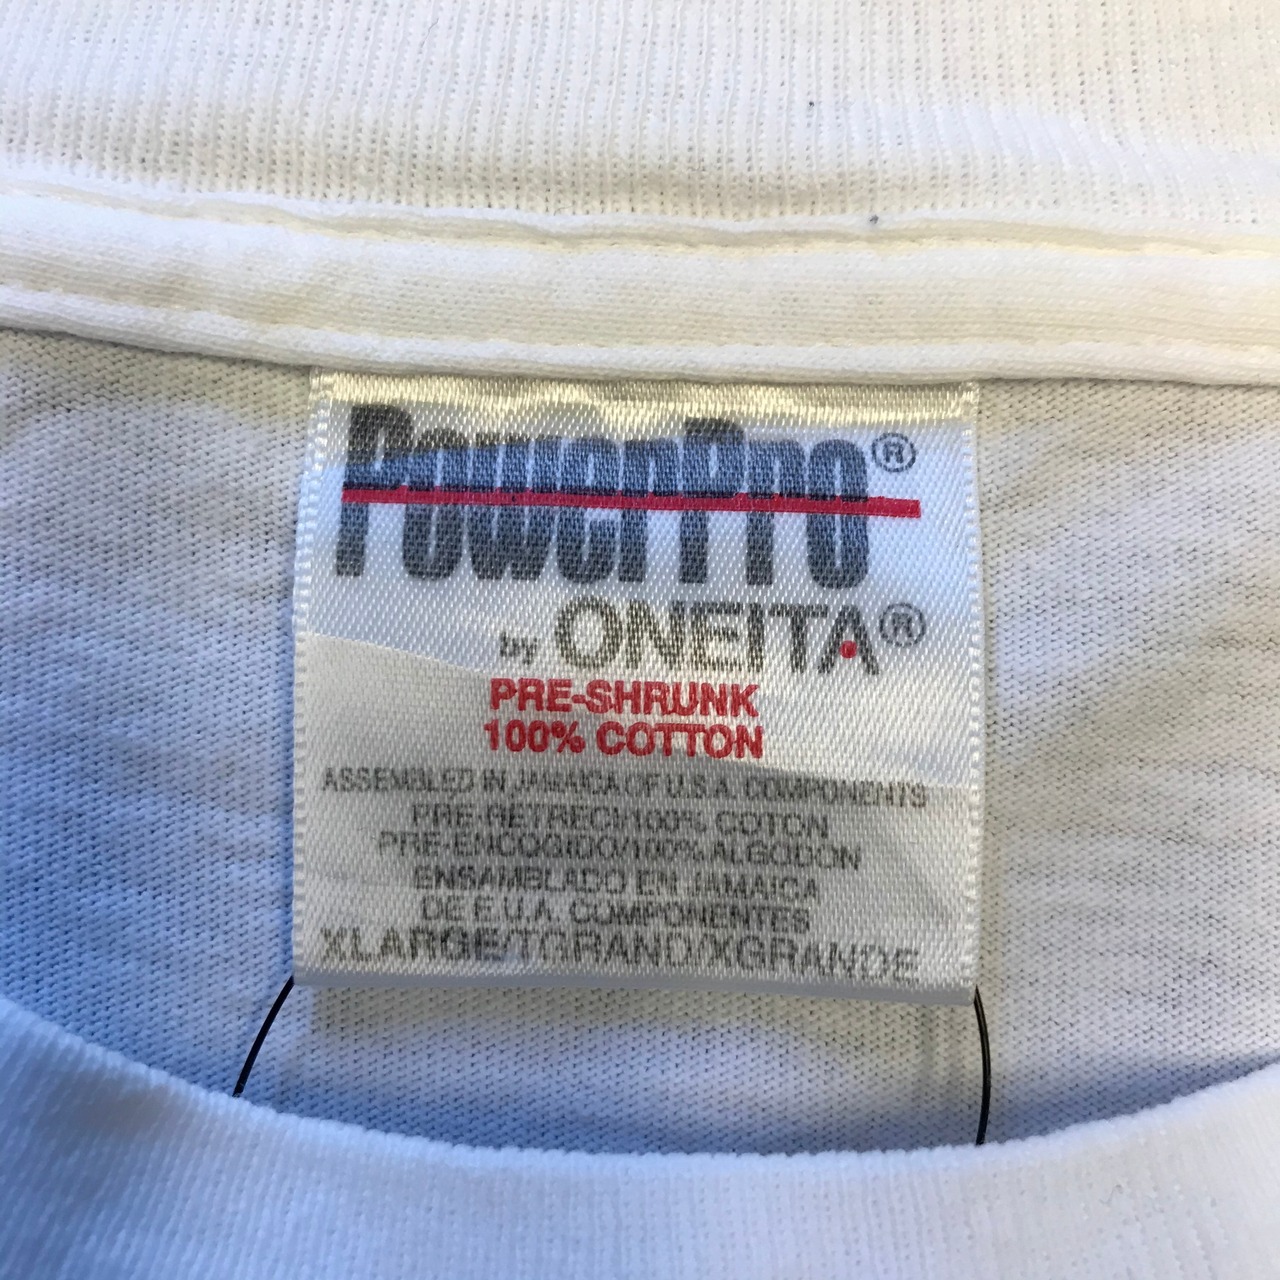 PowerPro®
by ONEITA®
PRE-SHRUNK
100% COTTON
ASSEMBLED IN JAMAICA OF U.S.A. COMPONENTS
PRE-RETRECI/100% COTON
PRE-ENCOGIDO/100% ALGODON
ENSAMBLADO EN JAMAICA
DE E.U.A. COMPONENTES
XLARGE/TGRAND/XGRANDE